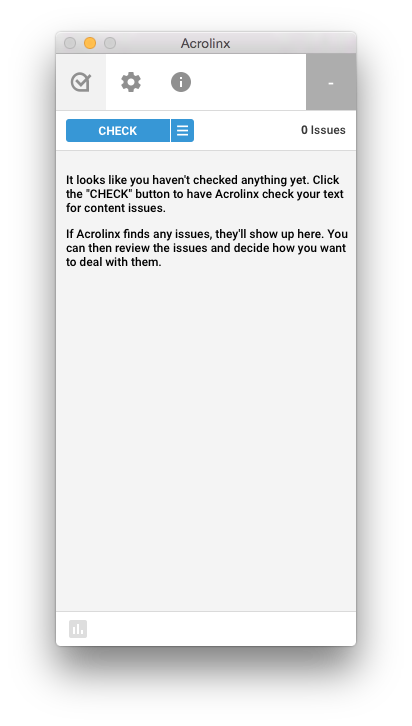 Acrolinx
-
CHECK
0 Issues
It looks like you haven't checked anything yet. Click
the "CHECK" button to have Acrolinx check your text
for content issues.
If Acrolinx finds any issues, they'll show up here. You
can then review the issues and decide how you want
to deal with them.